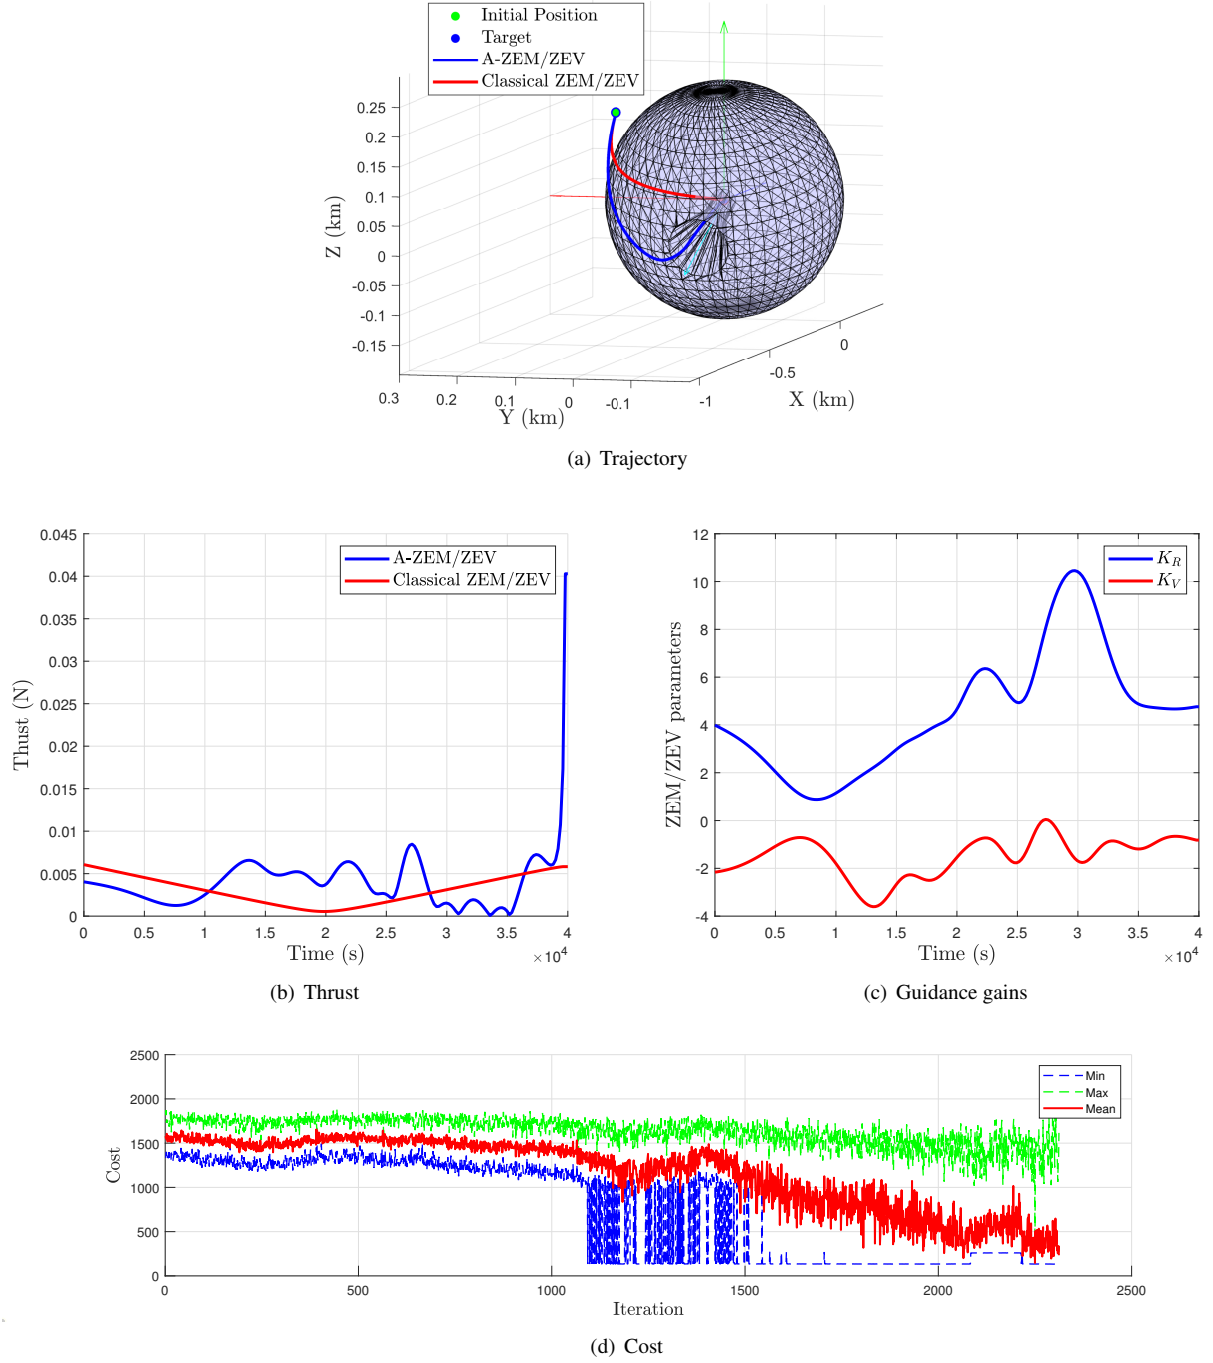 Initial Position
Target
A-ZEM/ZEV
Classical ZEM/ZEV
0.25
0.2
0.15
0.1
0.05
0
-0.05
-0.1
-0.15
Z (km)
0.3
0.2
0.1
0
-0.1
Y (km)
-1
-0.5
0
X (km)
(a) Trajectory
0.045
0.04
0.035
0.03
0.025
0.02
0.015
0.01
0.005
0
Thust (N)
A-ZEM/ZEV
Classical ZEM/ZEV
0 0.5 1 1.5 2 2.5 3 3.5 4
Time (s)
×10⁴
(b) Thrust
12
10
8
6
4
2
0
-2
-4
ZEM/ZEV parameters
K_R
K_V
0 0.5 1 1.5 2 2.5 3 3.5 4
Time (s)
×10⁴
(c) Guidance gains
2500
2000
1500
1000
500
0
Cost
Min
Max
Mean
0 500 1000 1500 2000 2500
Iteration
(d) Cost